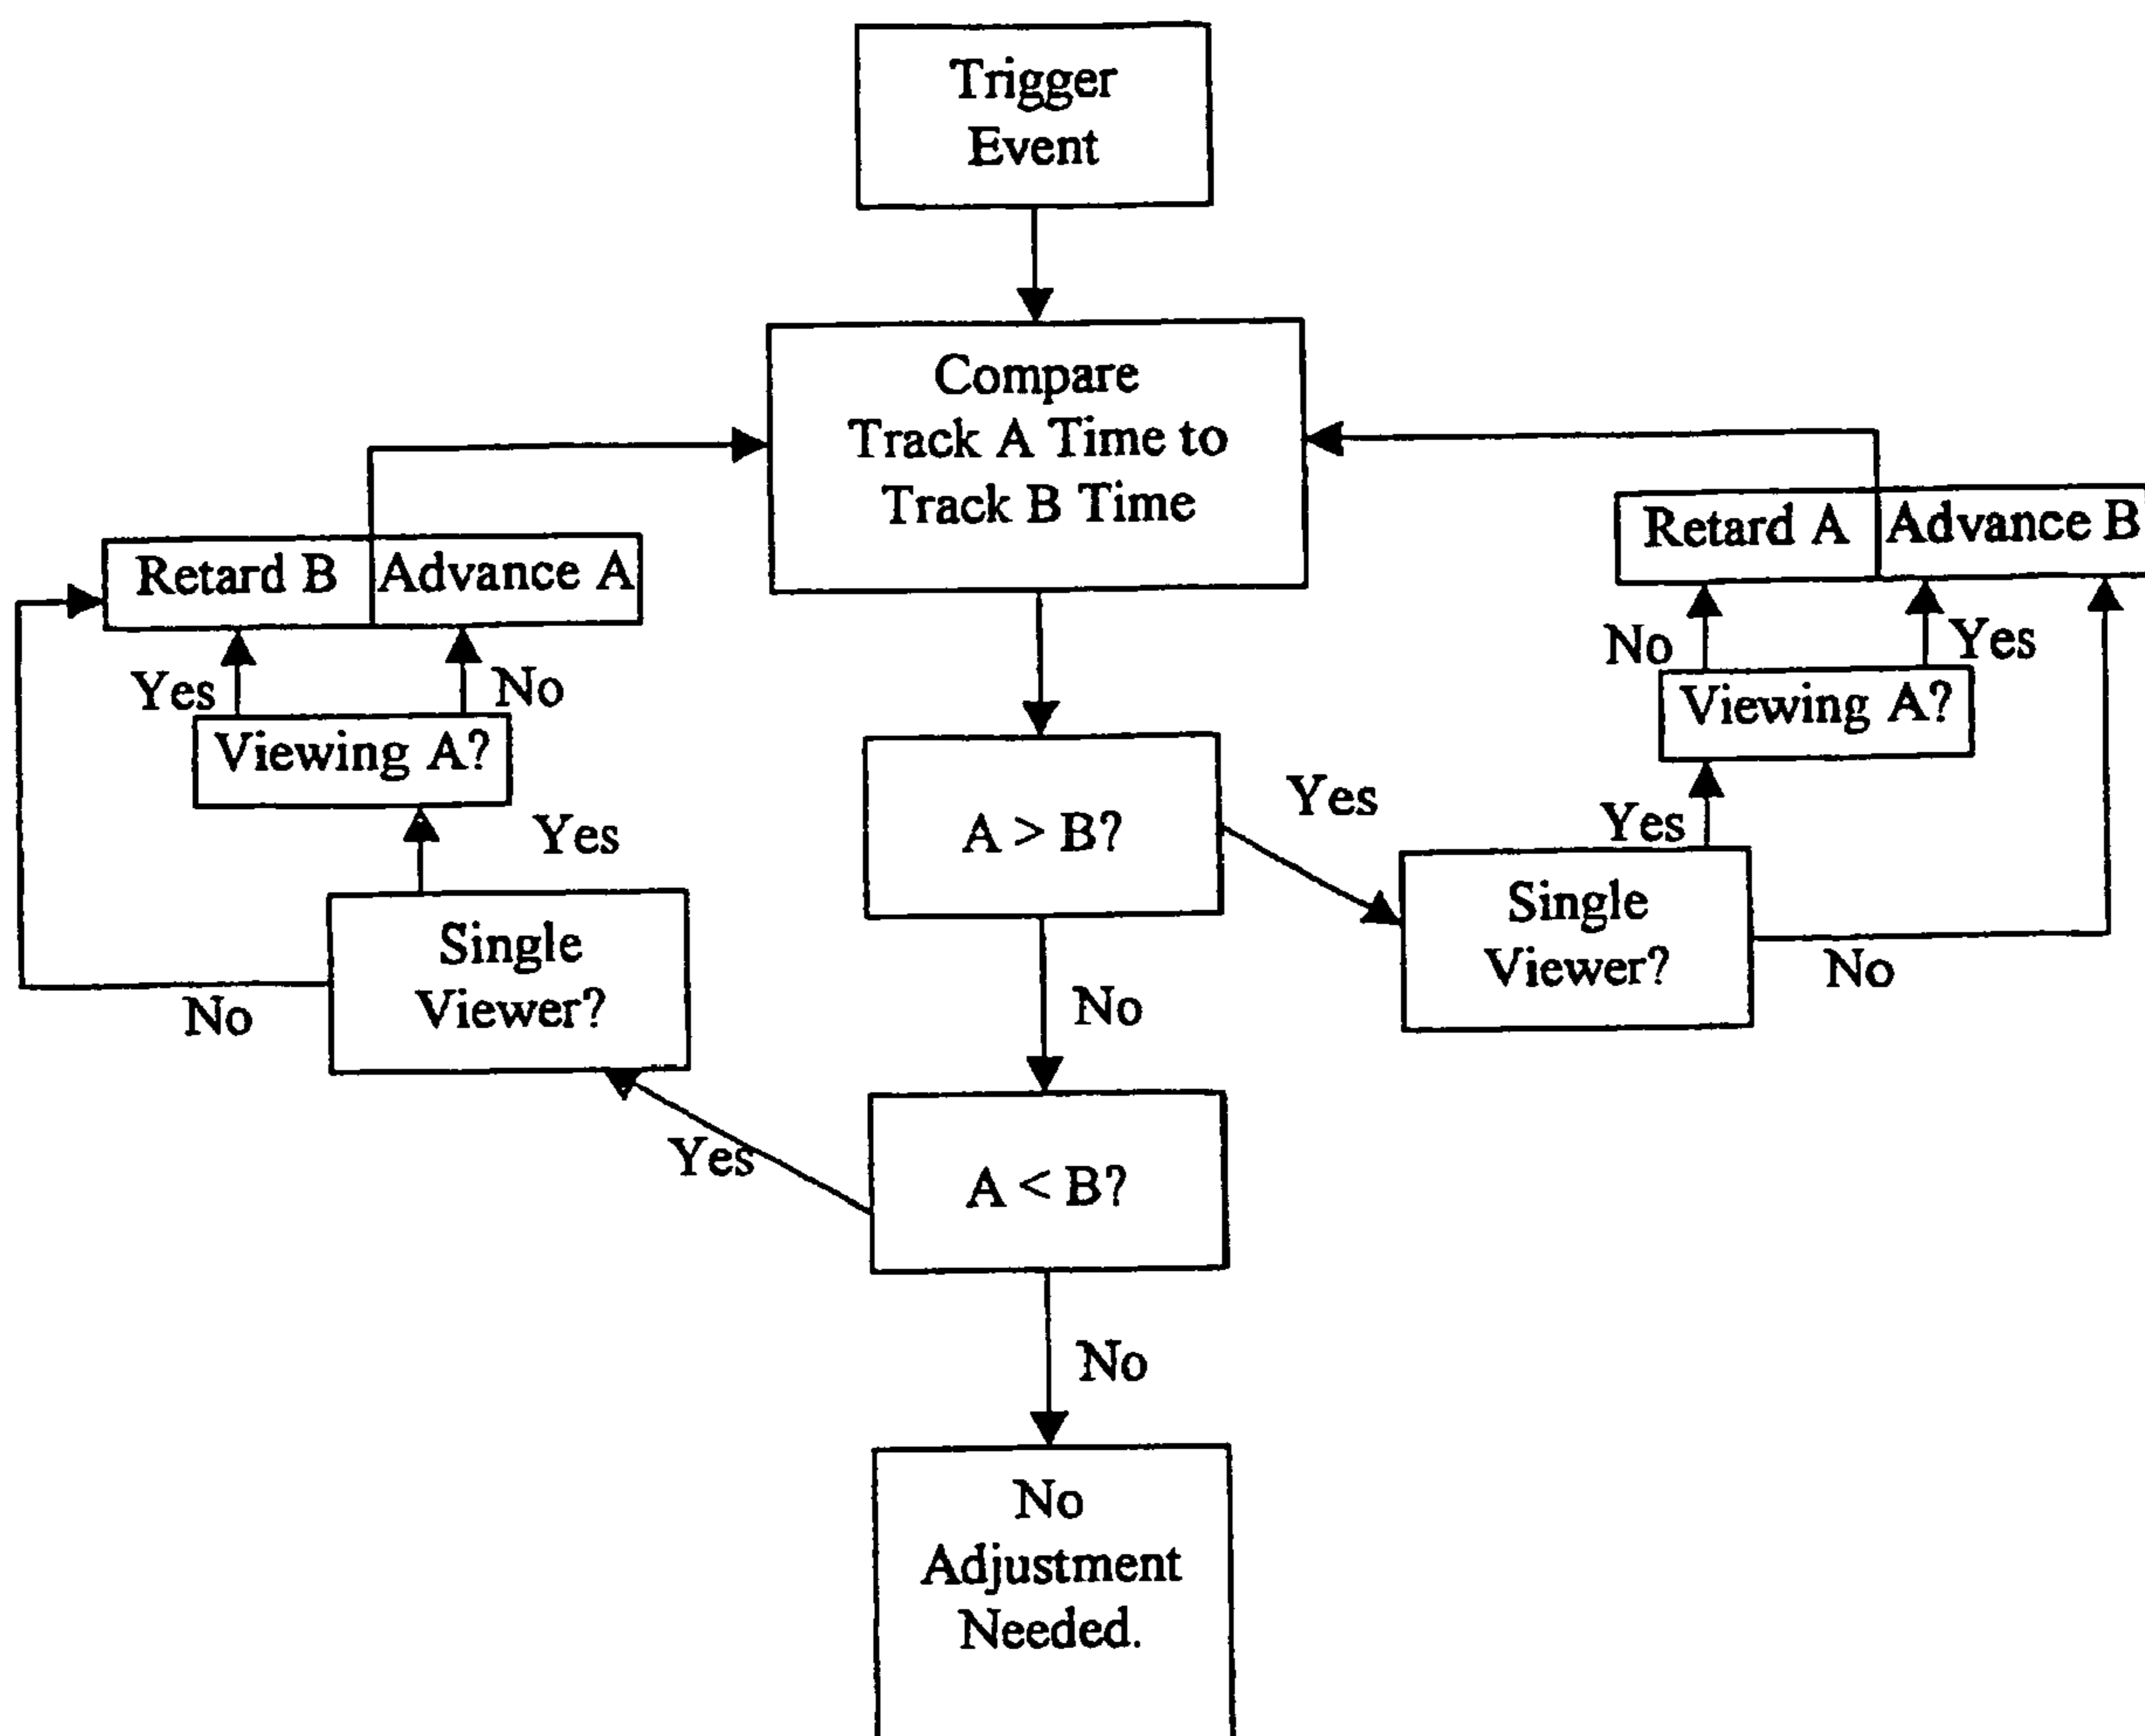 Trigger
Event
Compare
Track A Time to
Track B Time
Retard B
Advance A
Retard A
Advance B
Yes
No
No
Yes
Viewing A?
Viewing A?
Yes
Yes
Yes
A > B?
Single
Viewer?
Single
Viewer?
No
No
No
Yes
A < B?
No
No
Adjustment
Needed.